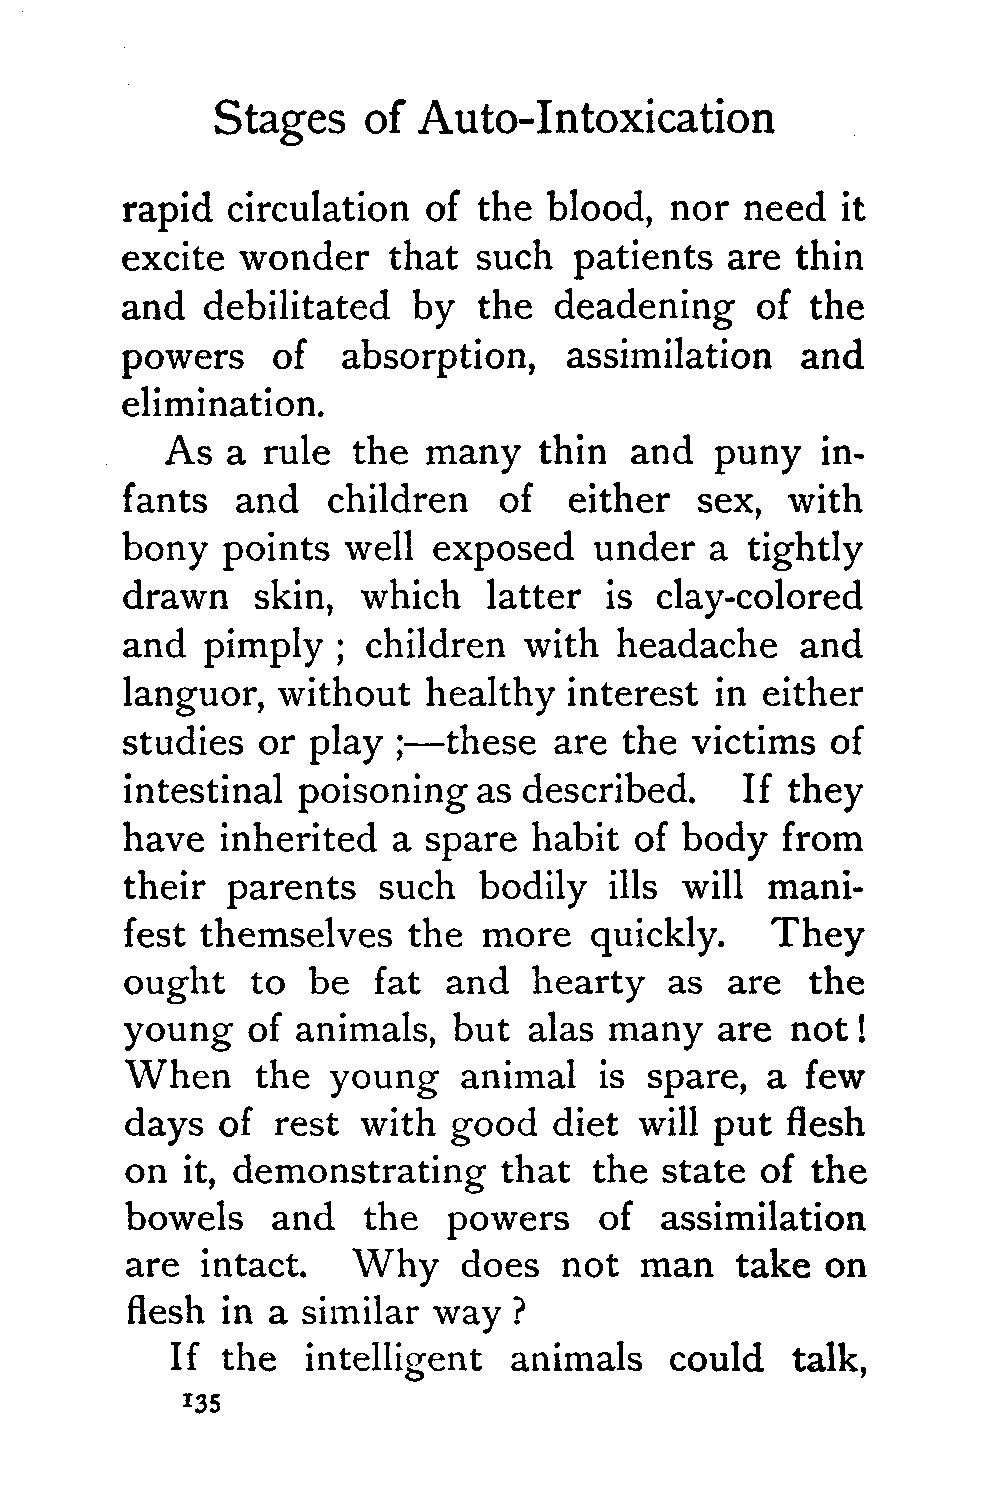 Stages of Auto-Intoxication
rapid circulation of the blood, nor need it
excite wonder that such patients are thin
and debilitated by the deadening of the
powers of absorption, assimilation and
elimination.
As a rule the many thin and puny in-
fants and children of either sex, with
bony points well exposed under a tightly
drawn skin, which latter is clay-colored
and pimply ; children with headache and
languor, without healthy interest in either
studies or play ;—these are the victims of
intestinal poisoning as described. If they
have inherited a spare habit of body from
their parents such bodily ills will mani-
fest themselves the more quickly. They
ought to be fat and hearty as are the
young of animals, but alas many are not !
When the young animal is spare, a few
days of rest with good diet will put flesh
on it, demonstrating that the state of the
bowels and the powers of assimilation
are intact. Why does not man take on
flesh in a similar way ?
If the intelligent animals could talk,
135